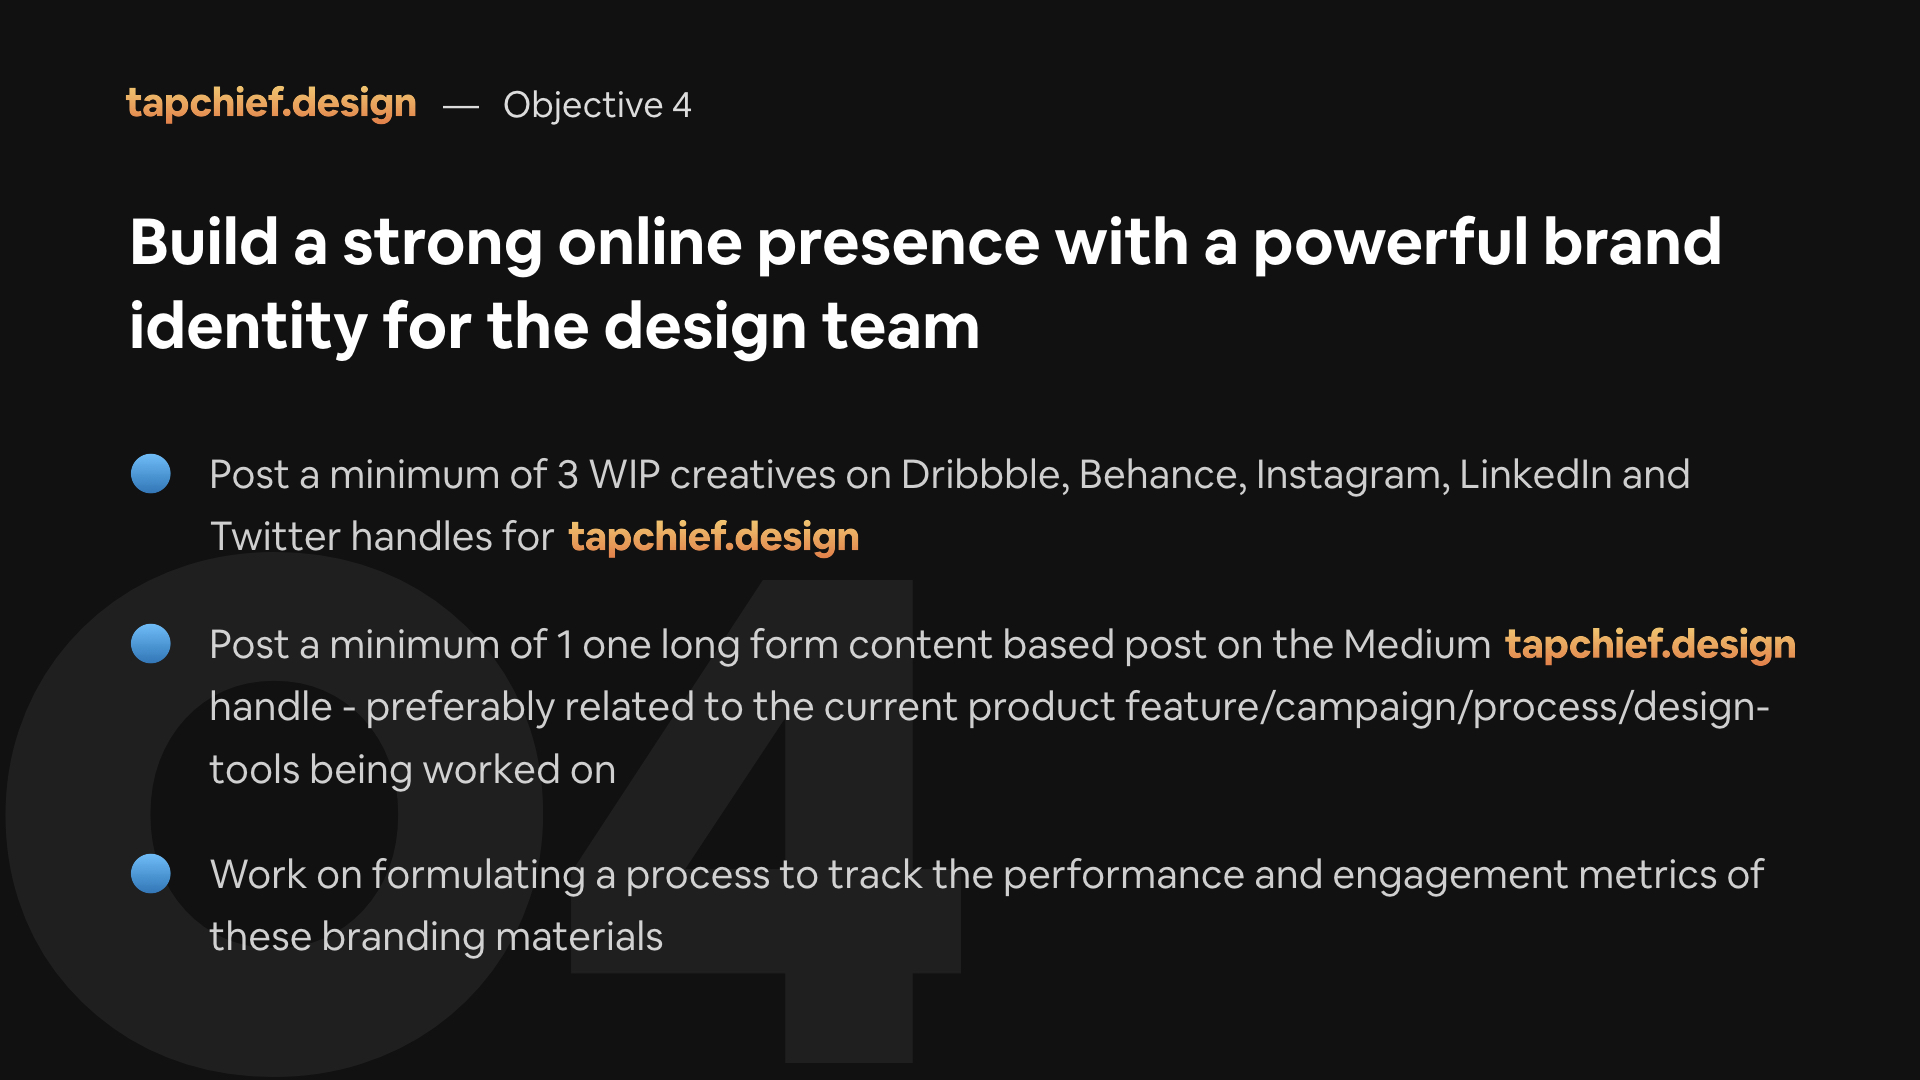 tapchief.design — Objective 4
Build a strong online presence with a powerful brand
identity for the design team
Post a minimum of 3 WIP creatives on Dribbble, Behance, Instagram, LinkedIn and
Twitter handles for tapchief.design
Post a minimum of 1 one long form content based post on the Medium tapchief.design
handle - preferably related to the current product feature/campaign/process/design-
tools being worked on
Work on formulating a process to track the performance and engagement metrics of
these branding materials
04